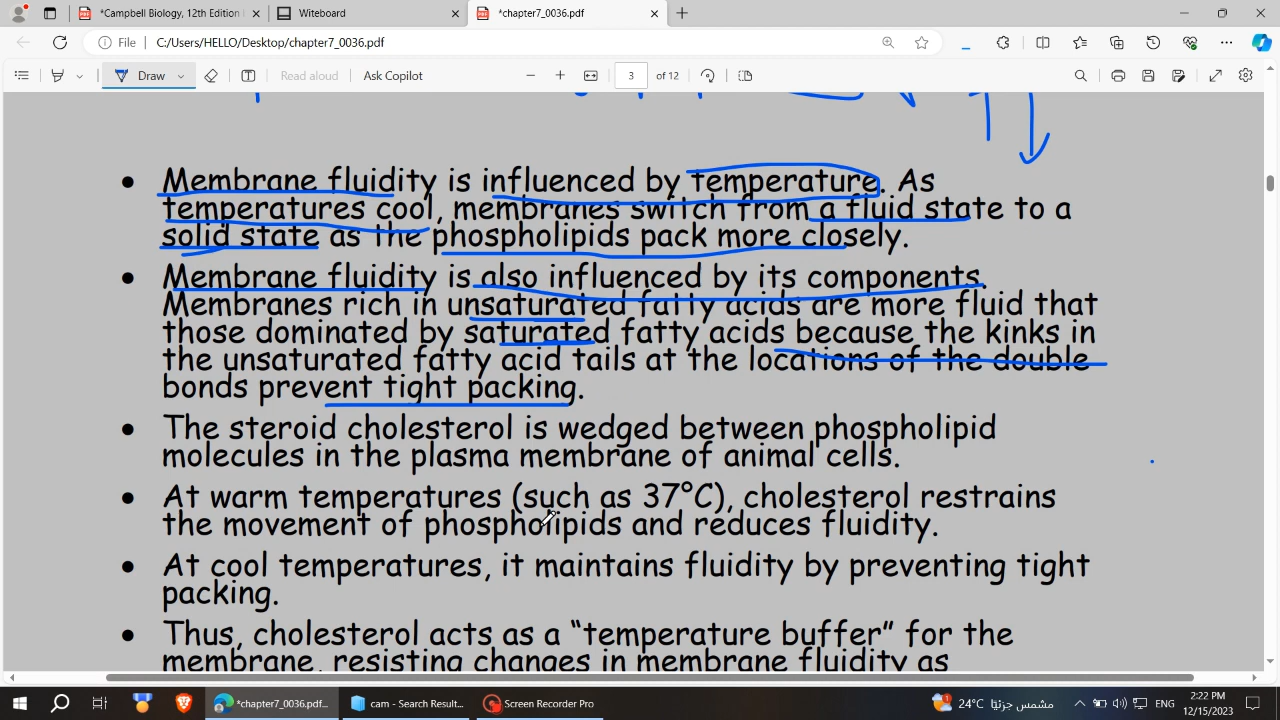 *Campbell Biology, 12th Edition
Witeboard
*chapter7_0036.pdf
File C:/Users/HELLO/Desktop/chapter7_0036.pdf
Draw
Read aloud
Ask Copilot
3 of 12
• Membrane fluidity is influenced by temperature. As
temperatures cool, membranes switch from a fluid state to a
solid state as the phospholipids pack more closely.
• Membrane fluidity is also influenced by its components.
Membranes rich in unsaturated fatty acids are more fluid that
those dominated by saturated fatty acids because the kinks in
the unsaturated fatty acid tails at the locations of the double
bonds prevent tight packing.
• The steroid cholesterol is wedged between phospholipid
molecules in the plasma membrane of animal cells.
• At warm temperatures (such as 37°C), cholesterol restrains
the movement of phospholipids and reduces fluidity.
• At cool temperatures, it maintains fluidity by preventing tight
packing.
• Thus, cholesterol acts as a “temperature buffer” for the
membrane, resisting changes in membrane fluidity as
*chapter7_0036.pdf...
cam - Search Result...
Screen Recorder Pro
1
24°C مشمس جزئيًا
ENG
2:22 PM
12/15/2023